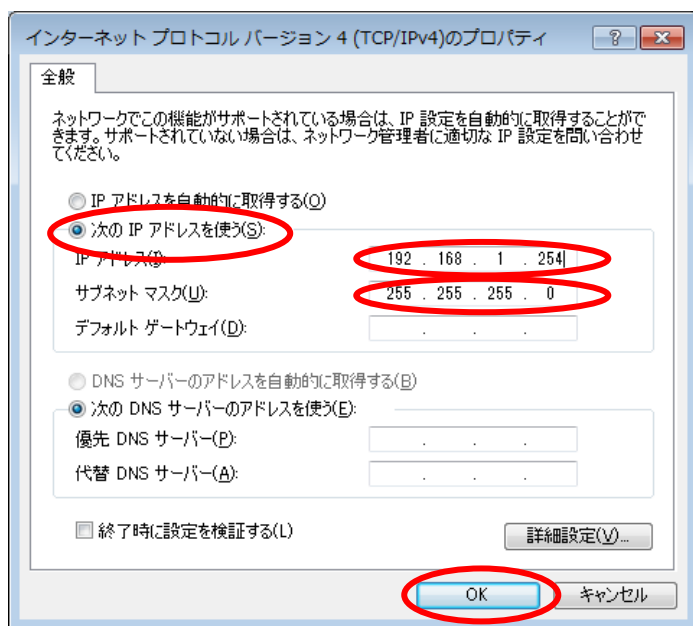 インターネット プロトコル バージョン 4 (TCP/IPv4)のプロパティ
全般
ネットワークでこの機能がサポートされている場合は、IP 設定を自動的に取得することがで
きます。サポートされていない場合は、ネットワーク管理者に適切な IP 設定を問い合わせ
てください。
IP アドレスを自動的に取得する(O)
次の IP アドレスを使う(S):
IP アドレス(I): 192 . 168 . 1 . 254
サブネット マスク(U): 255 . 255 . 255 . 0
デフォルト ゲートウェイ(D): . . .
DNS サーバーのアドレスを自動的に取得する(B)
次の DNS サーバーのアドレスを使う(E):
優先 DNS サーバー(P): . . .
代替 DNS サーバー(A): . . .
終了時に設定を検証する(L)
詳細設定(V)...
OK キャンセル